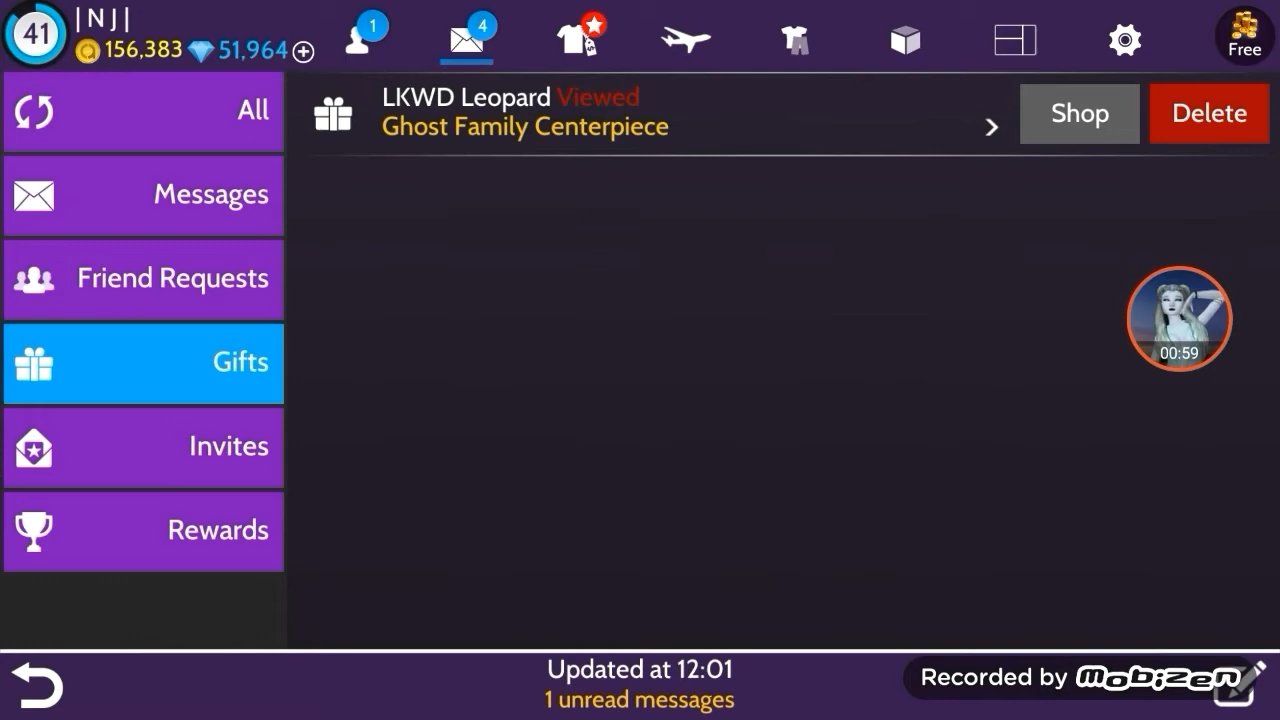 41
|NJ|
156,383 51,964
1
4
Free
All
Messages
Friend Requests
Gifts
Invites
Rewards
LKWD Leopard Viewed
Ghost Family Centerpiece
Shop
Delete
00:59
Updated at 12:01
1 unread messages
Recorded by Mobizen